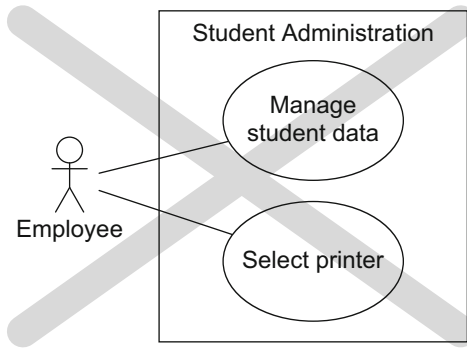 Student Administration
Manage
student data
Employee
Select printer